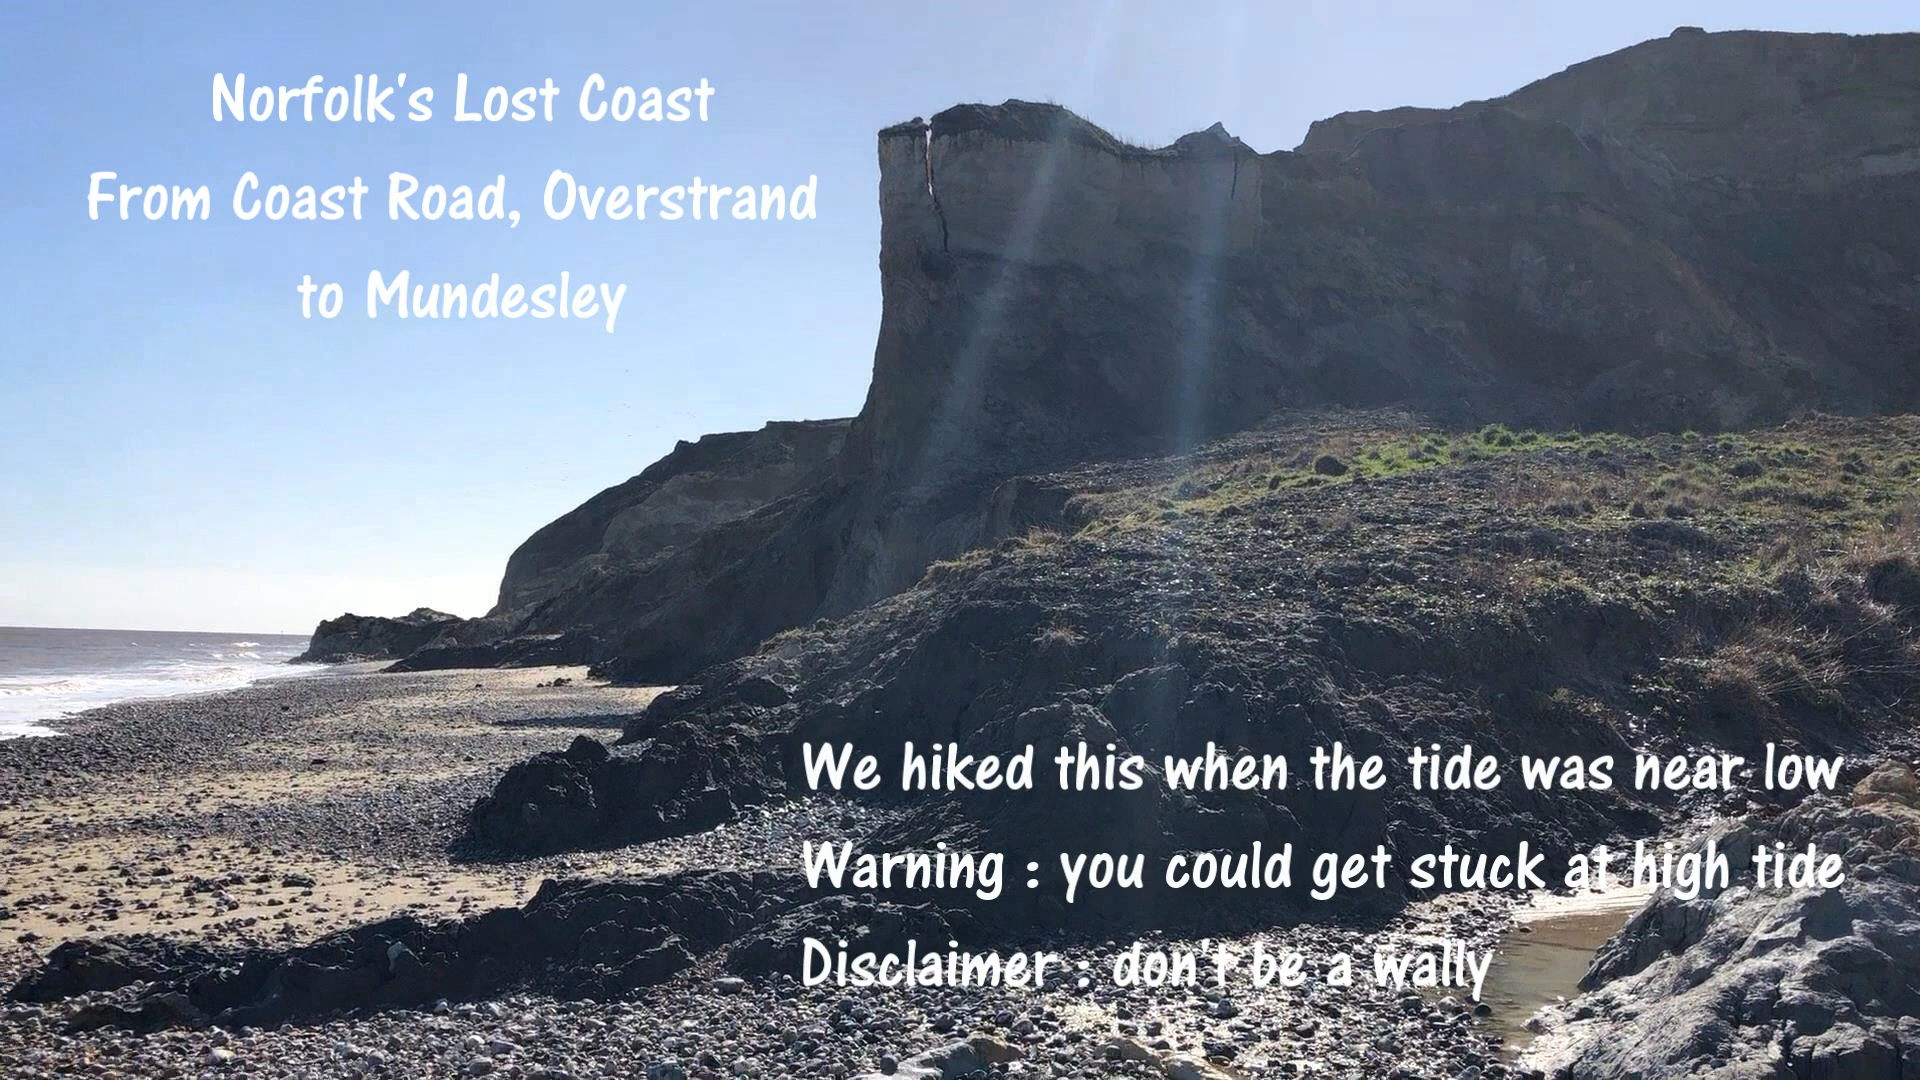 Norfolk's Lost Coast
From Coast Road, Overstrand
to Mundesley
We hiked this when the tide was near low
Warning : you could get stuck at high tide
Disclaimer : don't be a wally